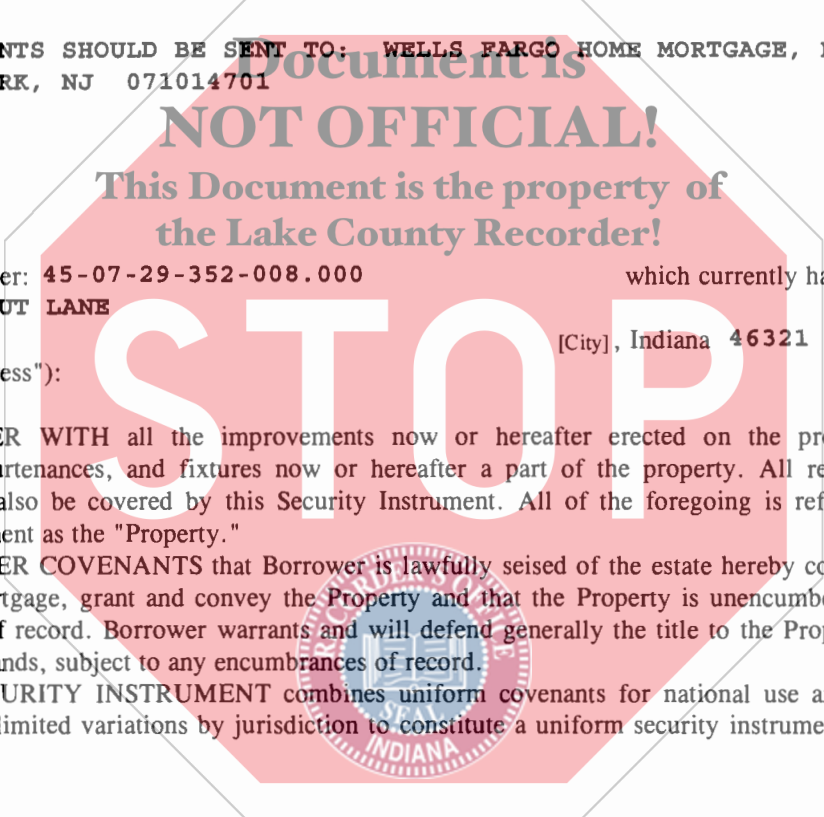 NTS SHOULD BE SENT TO: WELLS FARGO HOME MORTGAGE,
RK, NJ 071014701
Document is
NOT OFFICIAL!
This Document is the property of
the Lake County Recorder!
er: 45-07-29-352-008.000 which currently ha
UT LANE
[City], Indiana 46321
ess"):
STOP
ER WITH all the improvements now or hereafter erected on the pr
rtenances, and fixtures now or hereafter a part of the property. All re
also be covered by this Security Instrument. All of the foregoing is ref
ent as the "Property."
ER COVENANTS that Borrower is lawfully seised of the estate hereby co
tgage, grant and convey the Property and that the Property is unencumb
f record. Borrower warrants and will defend generally the title to the Prop
nds, subject to any encumbrances of record.
URITY INSTRUMENT combines uniform covenants for national use a
limited variations by jurisdiction to constitute a uniform security instrume
RECORDER'S OFFICE
SEAL
INDIANA